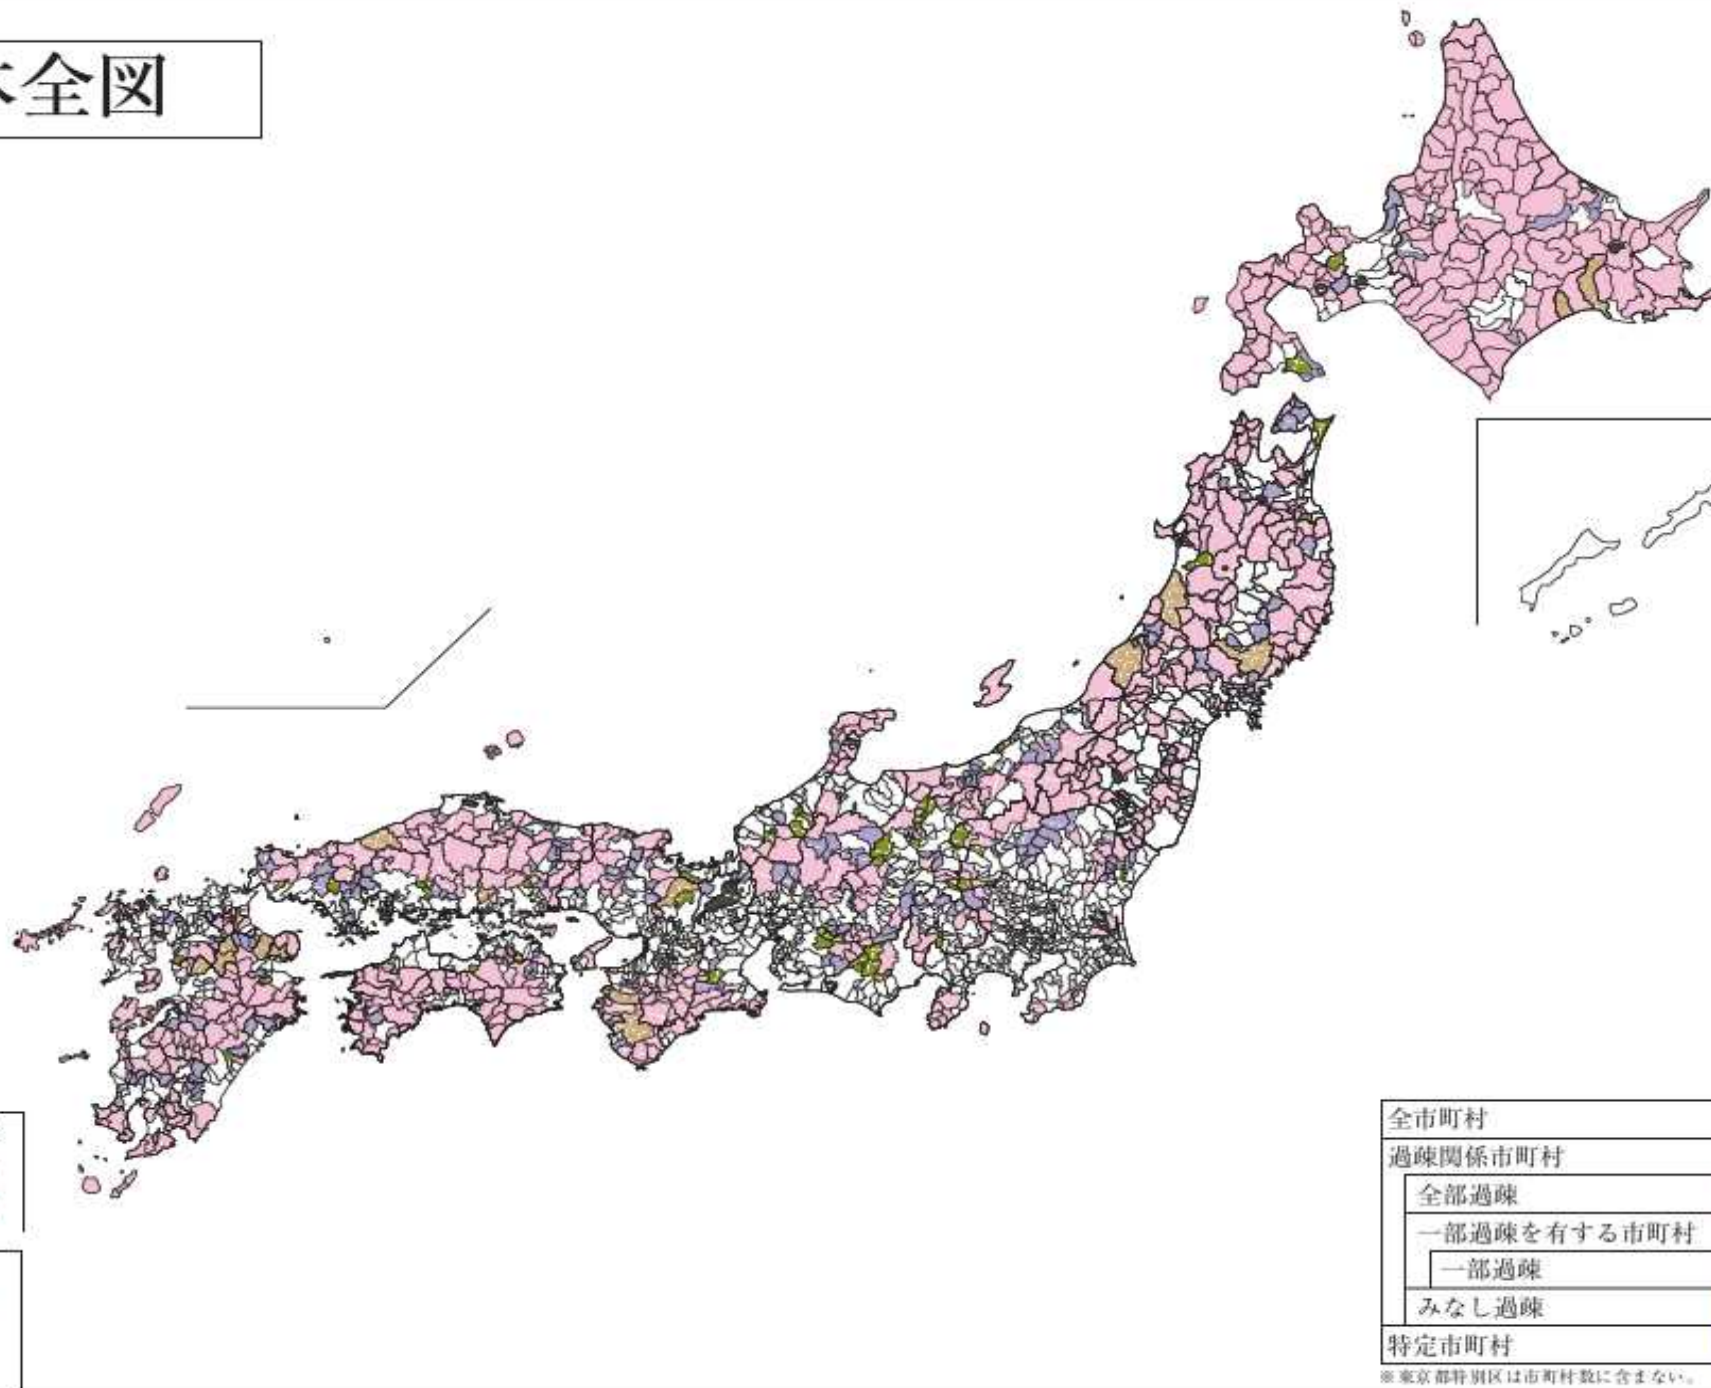 全図
全市町村
過疎関係市町村
全部過疎
一部過疎を有する市町村
一部過疎
みなし過疎
特定市町村
※東京都特別区は市町村数に含まない。